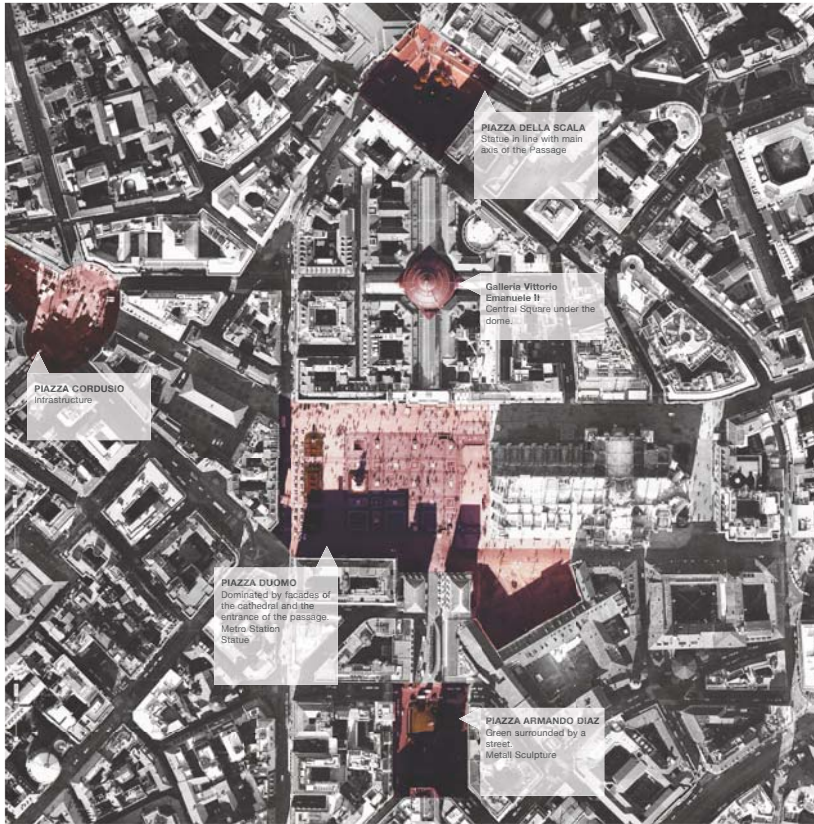 PIAZZA DELLA SCALA
Statue in line with main
axis of the Passage
Galleria Vittorio
Emanuele II
Central Square under the
dome.
PIAZZA CORDUSIO
Infrastructure
PIAZZA DUOMO
Dominated by facades of
the cathedral and the
entrance of the passage.
Metro Station
Statue
PIAZZA ARMANDO DIAZ
Green surrounded by a
street.
Metall Sculpture